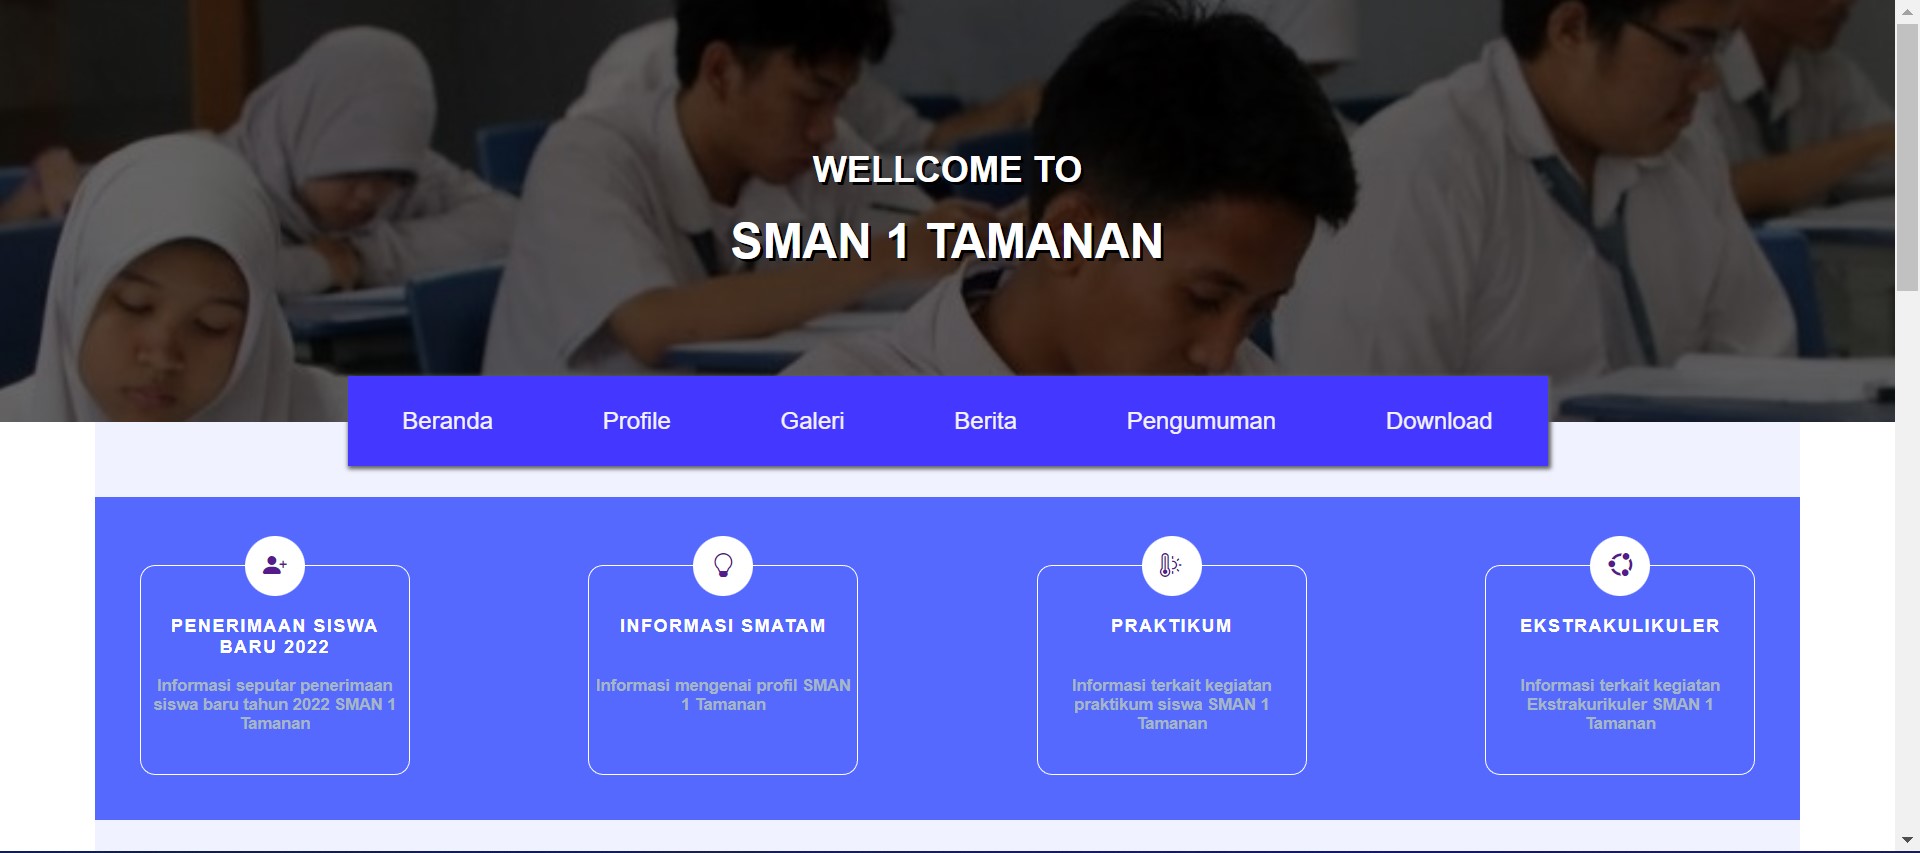 WELLCOME TO
SMAN 1 TAMANAN
Beranda
Profile
Galeri
Berita
Pengumuman
Download
PENERIMAAN SISWA
BARU 2022
Informasi seputar penerimaan
siswa baru tahun 2022 SMAN 1
Tamanan
INFORMASI SMATAM
Informasi mengenai profil SMAN
1 Tamanan
PRAKTIKUM
Informasi terkait kegiatan
praktikum siswa SMAN 1
Tamanan
EKSTRAKULIKULER
Informasi terkait kegiatan
Ekstrakurikuler SMAN 1
Tamanan